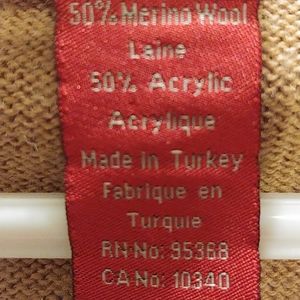 50% Merino Wool
Laine
50% Acrylic
Acrylique
Made in Turkey
Fabrique en
Turquie
RN No: 95368
CA No: 10340